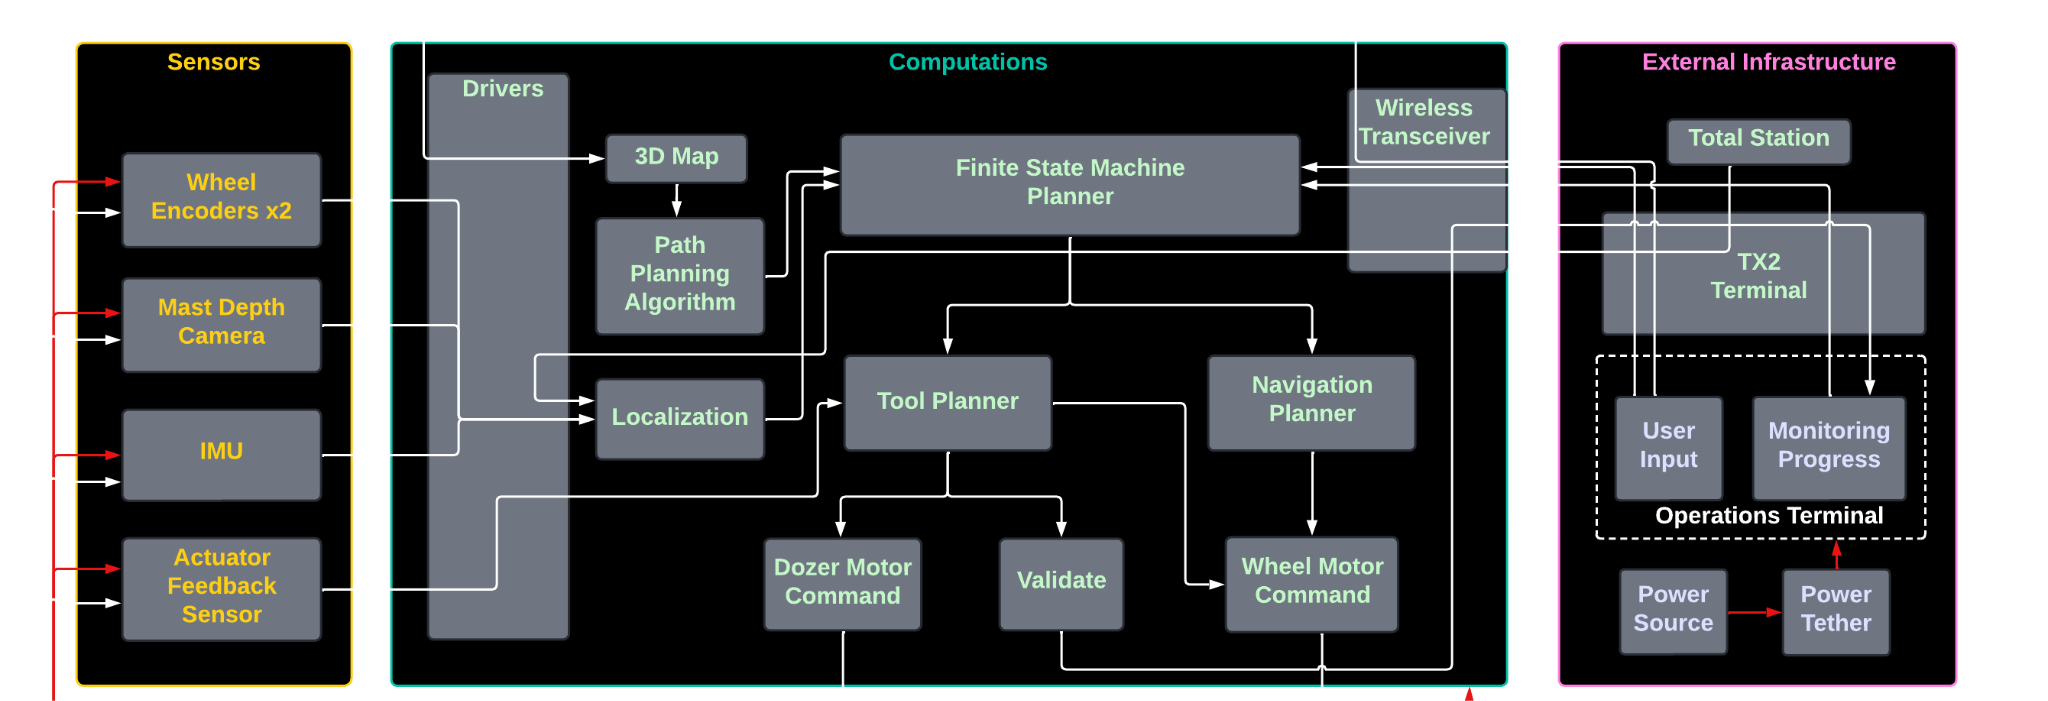 Sensors
Wheel
Encoders x2
Mast Depth
Camera
IMU
Actuator
Feedback
Sensor
Computations
Drivers
3D Map
Path
Planning
Algorithm
Localization
Finite State Machine
Planner
Wireless
Transceiver
Tool Planner
Navigation
Planner
Dozer Motor
Command
Validate
Wheel Motor
Command
External Infrastructure
Total Station
TX2
Terminal
User
Input
Monitoring
Progress
Operations Terminal
Power
Source
Power
Tether